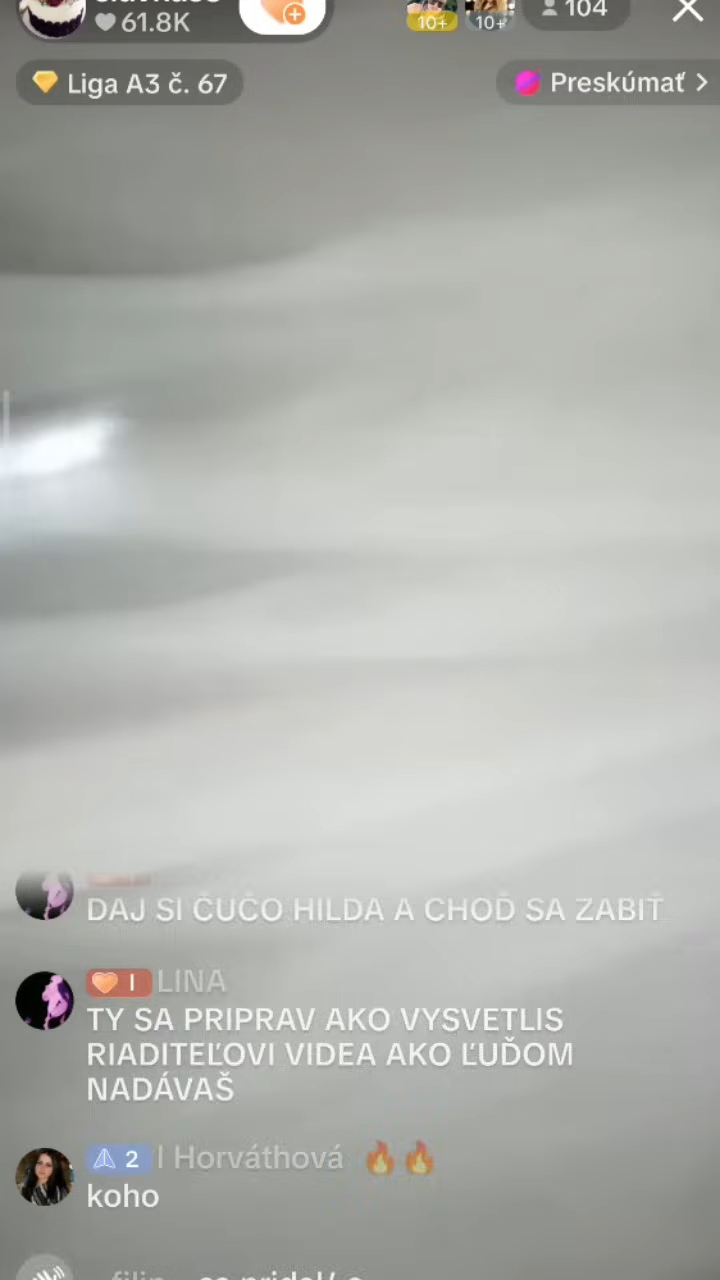 61.8K
10+
10+
104
Liga A3 č. 67
Preskúmať
DAJ SI ČUČO HILDA A CHOĎ SA ZABIŤ
I LINA
TY SA PRIPRAV AKO VYSVETLIS
RIADITEĽOVI VIDEA AKO ĽUĎOM
NADÁVAŠ
2 l Horváthová 🔥🔥
koho